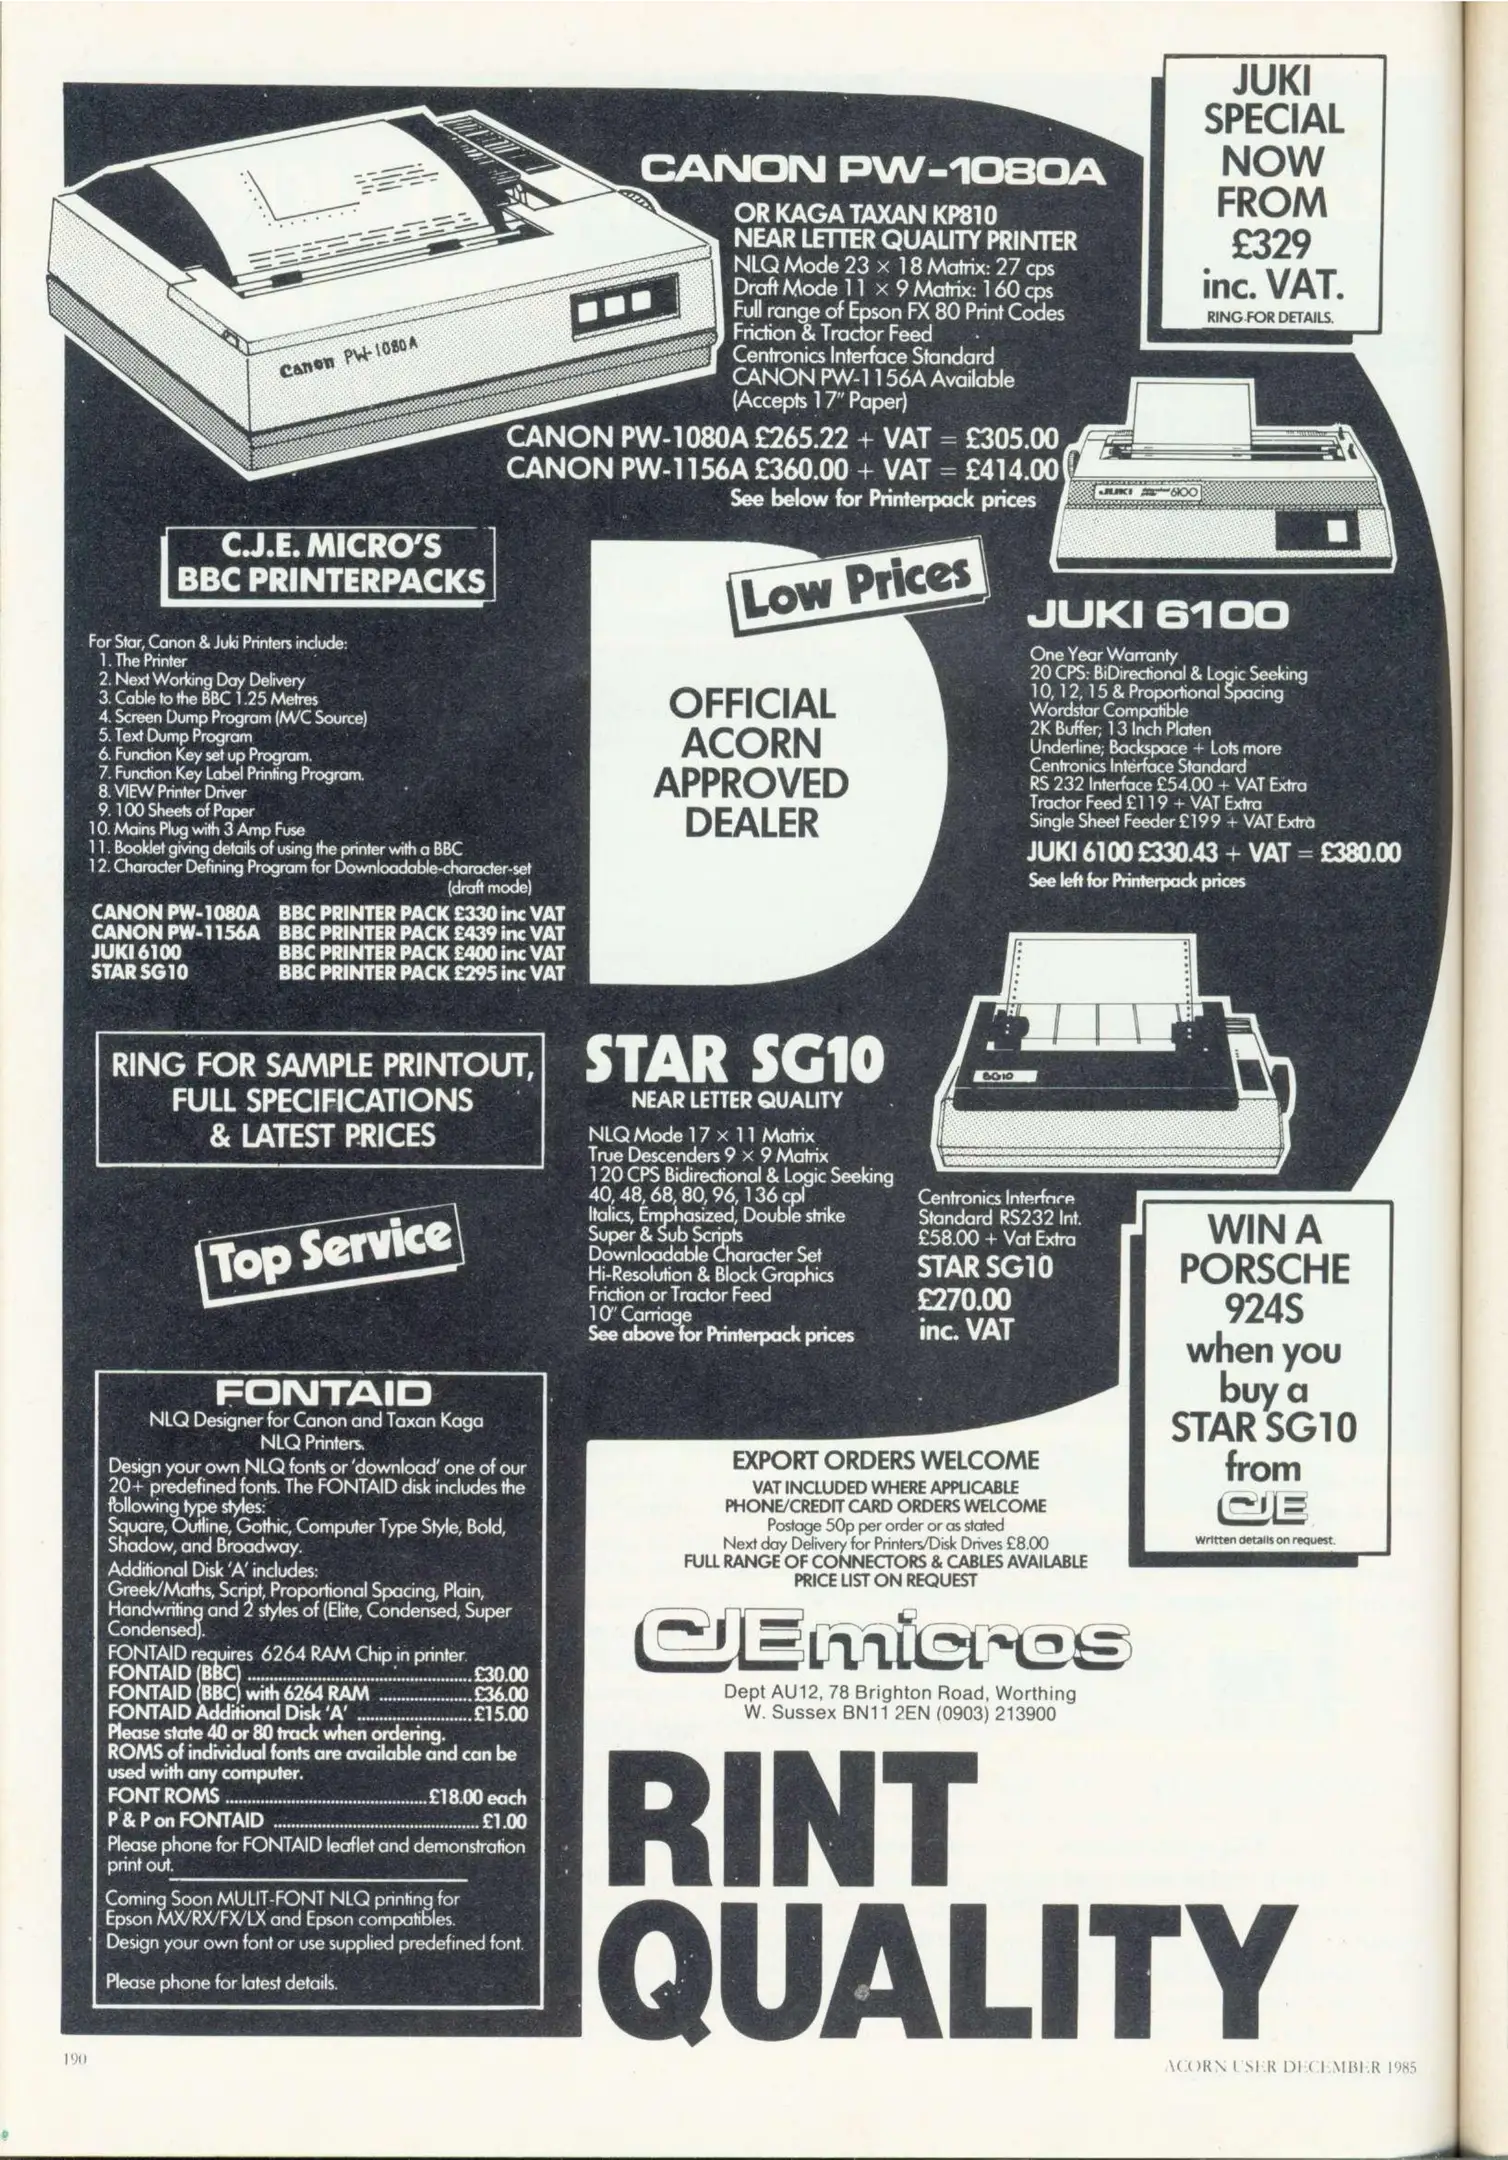 JUKI
SPECIAL
NOW
FROM
£329
inc. VAT.
RING FOR DETAILS.
CANON PW-1080A
OR KAGA TAXAN KP810
NEAR LETTER QUALITY PRINTER
NLQ Mode 23 × 18 Matrix: 27 cps
Draft Mode 11 × 9 Matrix: 160 cps
Full range of Epson FX 80 Print Codes
Friction & Tractor Feed
Centronics Interface Standard
CANON PW-1156A Available
(Accepts 17" Paper)
Canon PW-1080A
CANON PW-1080A £265.22 + VAT = £305.00
CANON PW-1156A £360.00 + VAT = £414.00
See below for Printerpack prices
JUKI 6100
C.J.E. MICRO'S
BBC PRINTERPACKS
For Star, Canon & Juki Printers include:
1. The Printer
2. Next Working Day Delivery
3. Cable to the BBC 1.25 Metres
4. Screen Dump Program (M/C Source)
5. Text Dump Program
6. Function Key set up Program.
7. Function Key Label Printing Program.
8. VIEW Printer Driver
9. 100 Sheets of Paper
10. Mains Plug with 3 Amp Fuse
11. Booklet giving details of using the printer with a BBC
12. Character Defining Program for Downloadable-character-set
(draft mode)
CANON PW-1080A BBC PRINTER PACK £330 inc VAT
CANON PW-1156A BBC PRINTER PACK £439 inc VAT
JUKI 6100 BBC PRINTER PACK £400 inc VAT
STAR SG10 BBC PRINTER PACK £295 inc VAT
Low Prices
OFFICIAL
ACORN
APPROVED
DEALER
JUKI 6100
One Year Warranty
20 CPS: BiDirectional & Logic Seeking
10, 12, 15 & Proportional Spacing
Wordstar Compatible
2K Buffer; 13 Inch Platen
Underline; Backspace + Lots more
Centronics Interface Standard
RS 232 Interface £54.00 + VAT Extra
Tractor Feed £119 + VAT Extra
Single Sheet Feeder £199 + VAT Extra
JUKI 6100 £330.43 + VAT = £380.00
See left for Printerpack prices
RING FOR SAMPLE PRINTOUT,
FULL SPECIFICATIONS
& LATEST PRICES
Top Service
STAR SG10
NEAR LETTER QUALITY
NLQ Mode 17 × 11 Matrix
True Descenders 9 × 9 Matrix
120 CPS Bidirectional & Logic Seeking
40, 48, 68, 80, 96, 136 cpl
Italics, Emphasized, Double strike
Super & Sub Scripts
Downloadable Character Set
Hi-Resolution & Block Graphics
Friction or Tractor Feed
10" Carriage
See above for Printerpack prices
SG10
Centronics Interface
Standard RS232 Int.
£58.00 + Vat Extra
STAR SG10
£270.00
inc. VAT
WIN A
PORSCHE
924S
when you
buy a
STAR SG10
from
CJE
Written details on request.
FONTAID
NLQ Designer for Canon and Taxan Kaga
NLQ Printers.
Design your own NLQ fonts or 'download' one of our
20+ predefined fonts. The FONTAID disk includes the
following type styles:
Square, Outline, Gothic, Computer Type Style, Bold,
Shadow, and Broadway.
Additional Disk 'A' includes:
Greek/Maths, Script, Proportional Spacing, Plain,
Handwriting and 2 styles of (Elite, Condensed, Super
Condensed).
FONTAID requires 6264 RAM Chip in printer.
FONTAID (BBC) ........ £30.00
FONTAID (BBC) with 6264 RAM ........ £36.00
FONTAID Additional Disk 'A' ........ £15.00
Please state 40 or 80 track when ordering.
ROMS of individual fonts are available and can be
used with any computer.
FONT ROMS ........ £18.00 each
P & P on FONTAID ........ £1.00
Please phone for FONTAID leaflet and demonstration
print out.
Coming Soon MULIT-FONT NLQ printing for
Epson MX/RX/FX/LX and Epson compatibles.
Design your own font or use supplied predefined font.
Please phone for latest details.
EXPORT ORDERS WELCOME
VAT INCLUDED WHERE APPLICABLE
PHONE/CREDIT CARD ORDERS WELCOME
Postage 50p per order or as stated
Next day Delivery for Printers/Disk Drives £8.00
FULL RANGE OF CONNECTORS & CABLES AVAILABLE
PRICE LIST ON REQUEST
CJE micros
Dept AU12, 78 Brighton Road, Worthing
W. Sussex BN11 2EN (0903) 213900
RINT
QUALITY
190
ACORN USER DECEMBER 1985